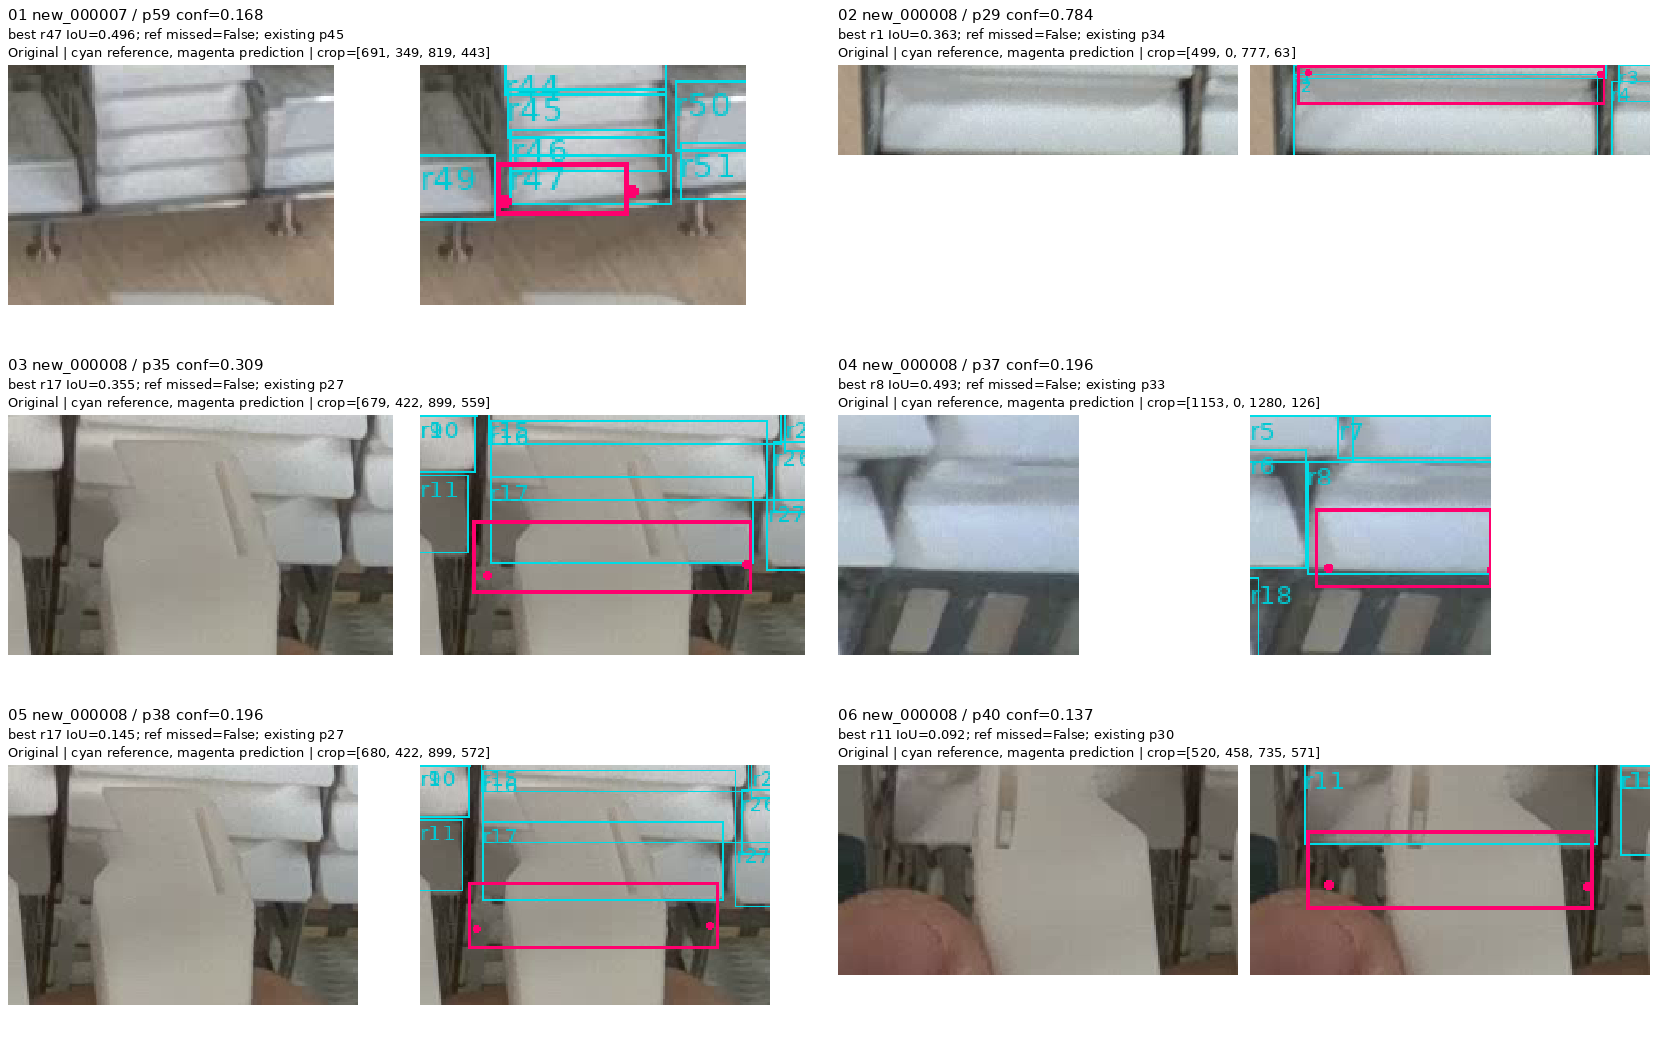 01 new_000007 / p59 conf=0.168
best r47 IoU=0.496; ref missed=False; existing p45
Original | cyan reference, magenta prediction | crop=[691, 349, 819, 443]
r44
r45
r50
r46
r49
r47
r51
02 new_000008 / p29 conf=0.784
best r1 IoU=0.363; ref missed=False; existing p34
Original | cyan reference, magenta prediction | crop=[499, 0, 777, 63]
r3
r4
03 new_000008 / p35 conf=0.309
best r17 IoU=0.355; ref missed=False; existing p27
Original | cyan reference, magenta prediction | crop=[679, 422, 899, 559]
r11
r17
r26
r27
04 new_000008 / p37 conf=0.196
best r8 IoU=0.493; ref missed=False; existing p33
Original | cyan reference, magenta prediction | crop=[1153, 0, 1280, 126]
r5
r7
r6
r8
r18
05 new_000008 / p38 conf=0.196
best r17 IoU=0.145; ref missed=False; existing p27
Original | cyan reference, magenta prediction | crop=[680, 422, 899, 572]
r26
r11
r17
r27
06 new_000008 / p40 conf=0.137
best r11 IoU=0.092; ref missed=False; existing p30
Original | cyan reference, magenta prediction | crop=[520, 458, 735, 571]
r11